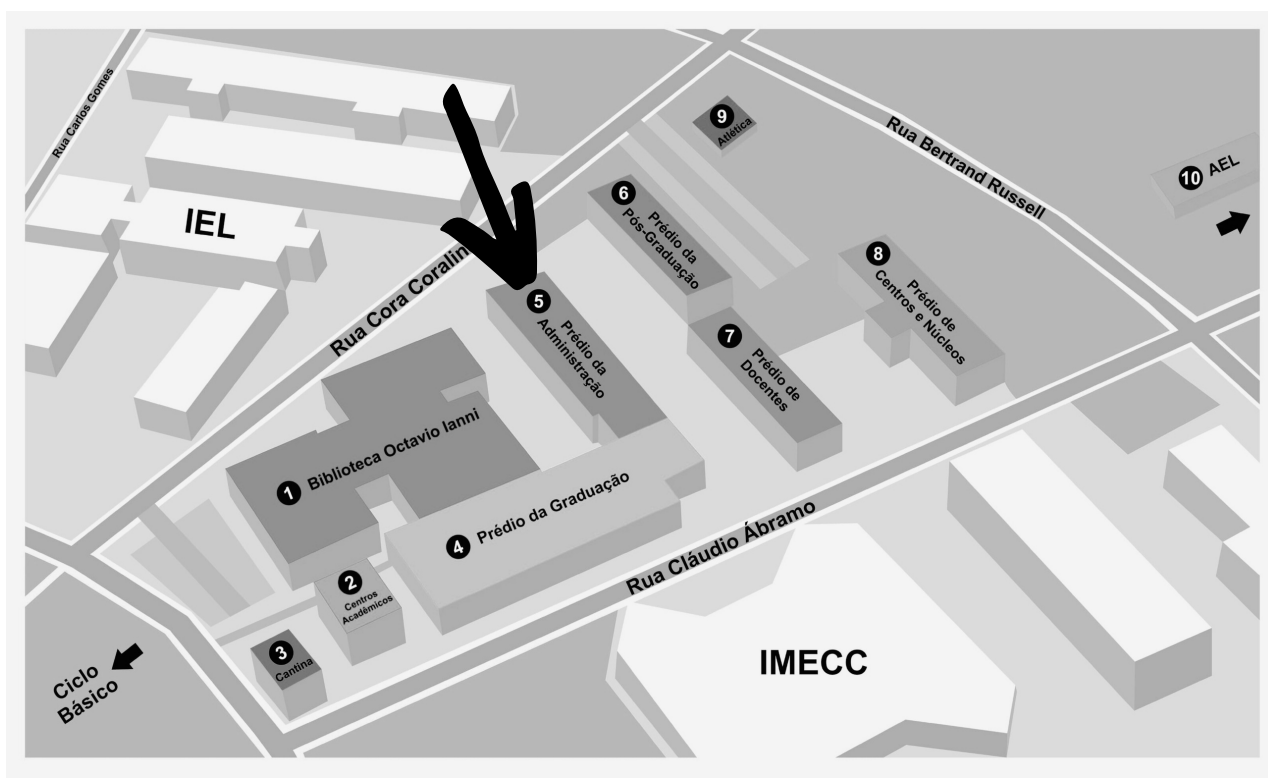 Rua Carlos Gomes
IEL
Rua Cora Coralin
Rua Bertrand Russell
9
Atlética
10 AEL
6
Prédio da
Pós-Graduação
8
Prédio de
Centros e Núcleos
5
Prédio da
Administração
7
Prédio de
Docentes
1 Biblioteca Octavio Ianni
4 Prédio da Graduação
Rua Cláudio Ábramo
2
Centros
Acadêmicos
3
Cantina
Ciclo
Básico
IMECC